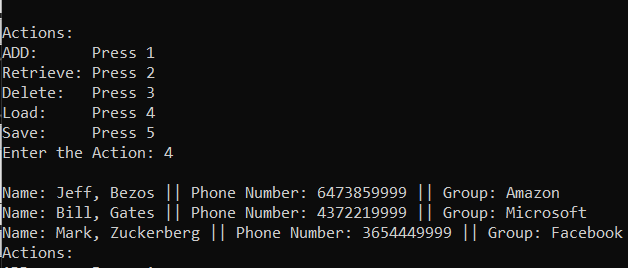 Actions:
ADD:      Press 1
Retrieve: Press 2
Delete:   Press 3
Load:     Press 4
Save:     Press 5
Enter the Action: 4
Name: Jeff, Bezos || Phone Number: 6473859999 || Group: Amazon
Name: Bill, Gates || Phone Number: 4372219999 || Group: Microsoft
Name: Mark, Zuckerberg || Phone Number: 3654449999 || Group: Facebook
Actions: